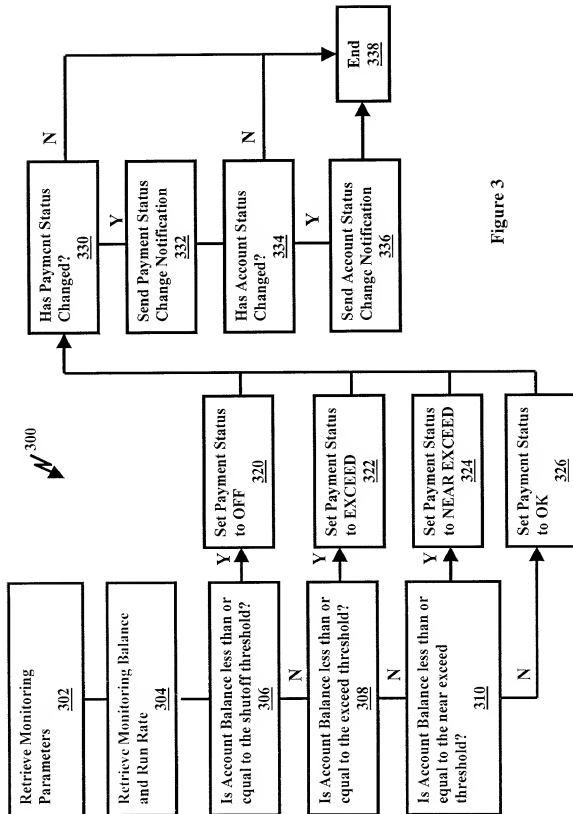 300
Retrieve Monitoring
Parameters
302
Retrieve Monitoring Balance
and Run Rate
304
Is Account Balance less than or
equal to the shutoff threshold?
306
Y
Set Payment Status
to OFF
320
N
Is Account Balance less than or
equal to the exceed threshold?
308
Y
Set Payment Status
to EXCEED
322
N
Is Account Balance less than or
equal to the near exceed
threshold?
310
Y
Set Payment Status
to NEAR EXCEED
324
N
Set Payment Status
to OK
326
Has Payment Status
Changed?
330
N
Y
Send Payment Status
Change Notification
332
Has Account Status
Changed?
334
N
Y
Send Account Status
Change Notification
336
End
338
Figure 3